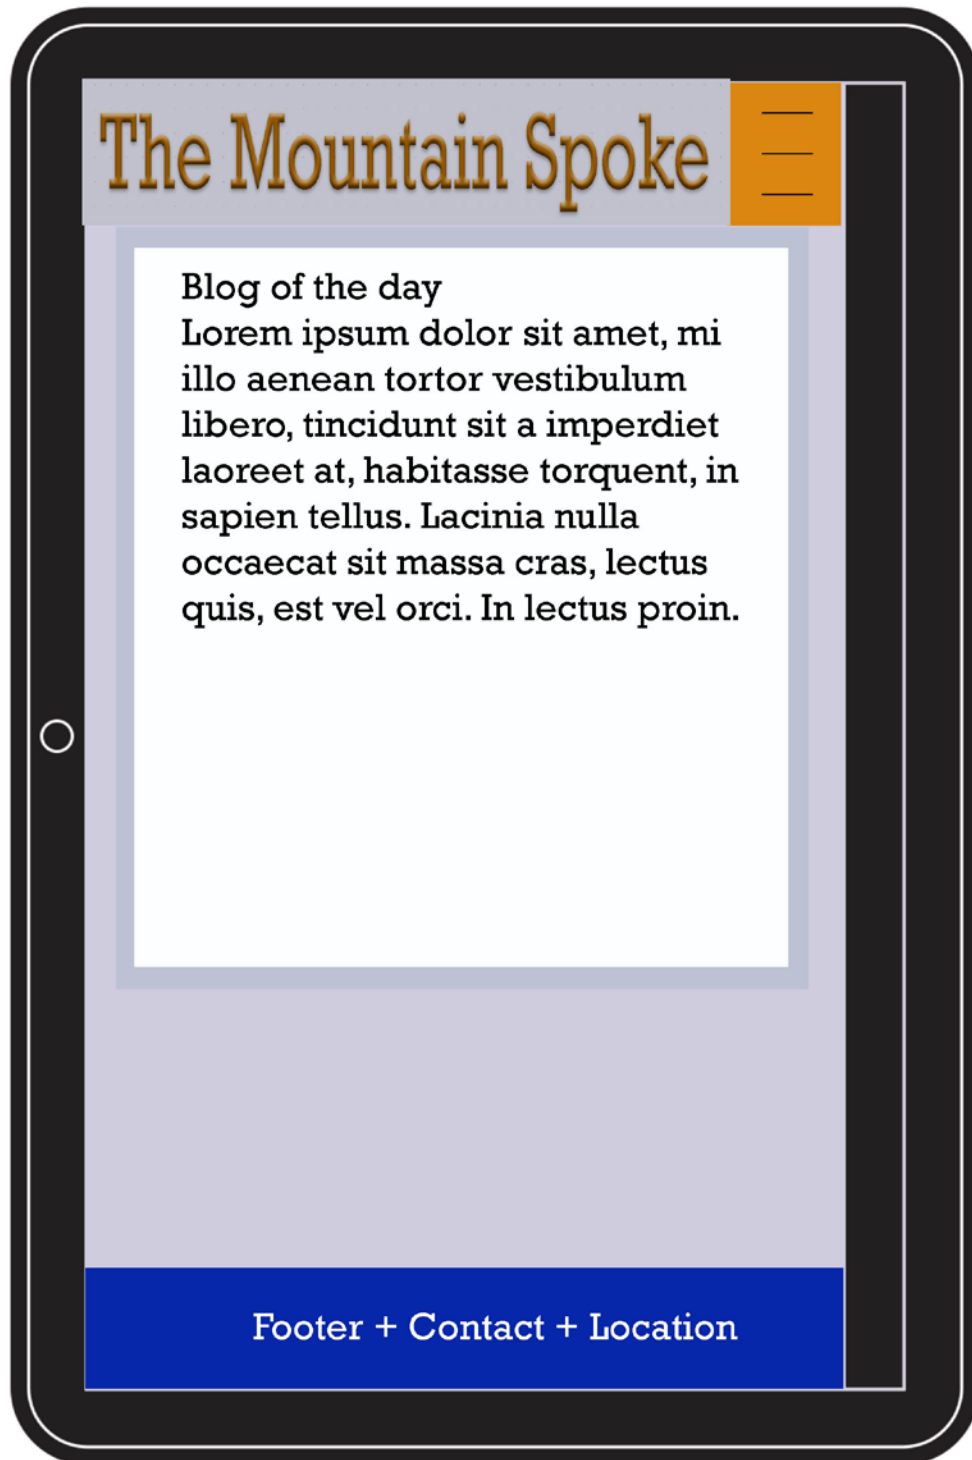 The Mountain Spoke
Blog of the day
Lorem ipsum dolor sit amet, mi
illo aenean tortor vestibulum
libero, tincidunt sit a imperdiet
laoreet at, habitasse torquent, in
sapien tellus. Lacinia nulla
occaecat sit massa cras, lectus
quis, est vel orci. In lectus proin.
Footer + Contact + Location